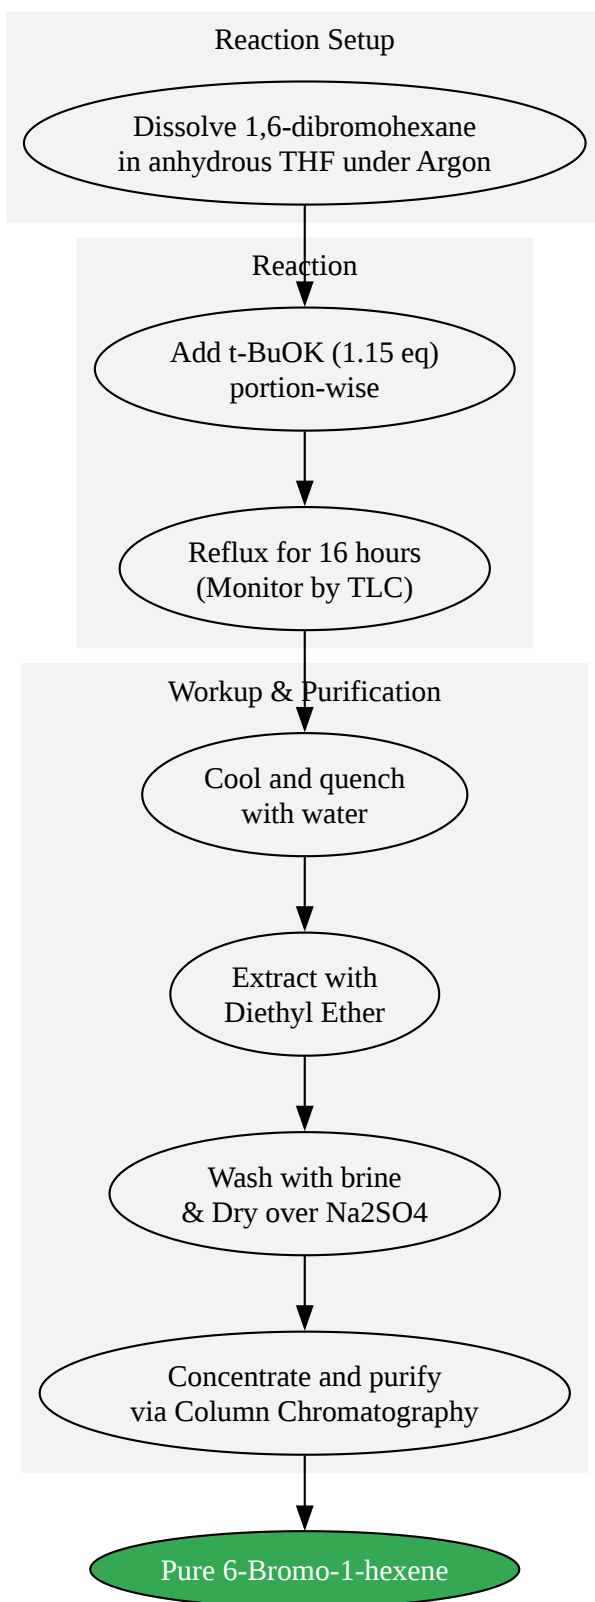 Reaction Setup
Dissolve 1,6-dibromohexane
in anhydrous THF under Argon
Reaction
Add t-BuOK (1.15 eq)
portion-wise
Reflux for 16 hours
(Monitor by TLC)
Workup & Purification
Cool and quench
with water
Extract with
Diethyl Ether
Wash with brine
& Dry over Na2SO4
Concentrate and purify
via Column Chromatography
Pure 6-Bromo-1-hexene